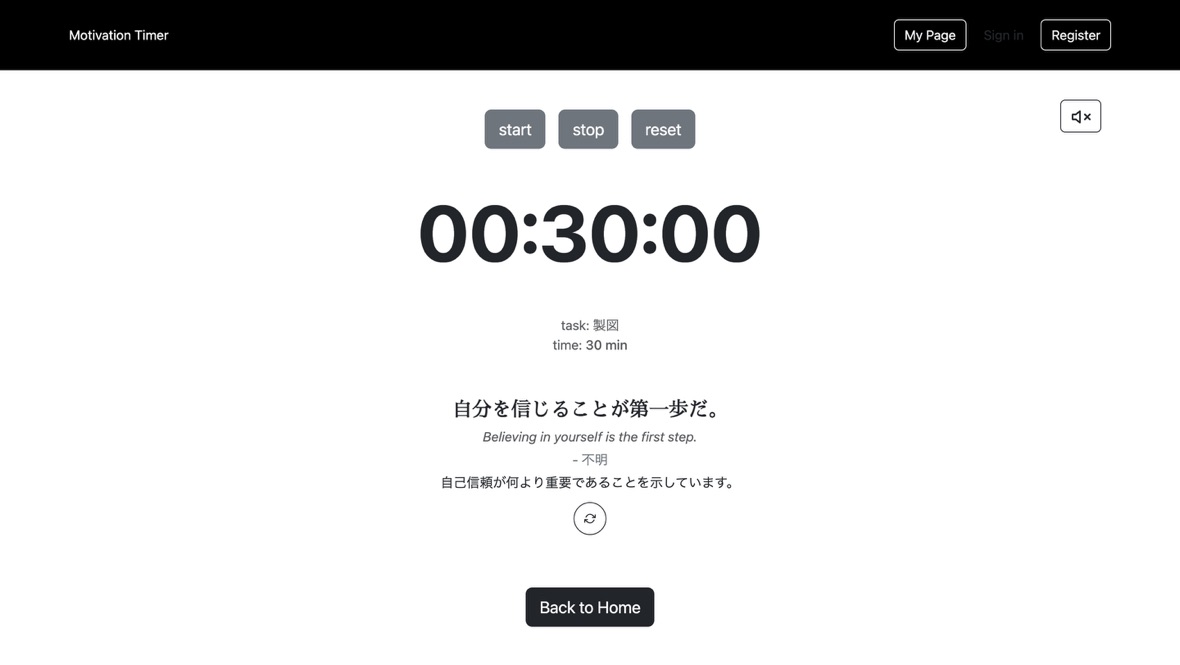 Motivation Timer
My Page Sign in Register
start stop reset
00:30:00
task: 製図
time: 30 min
自分を信じることが第一歩だ。
Believing in yourself is the first step.
- 不明
自己信頼が何より重要であることを示しています。
Back to Home